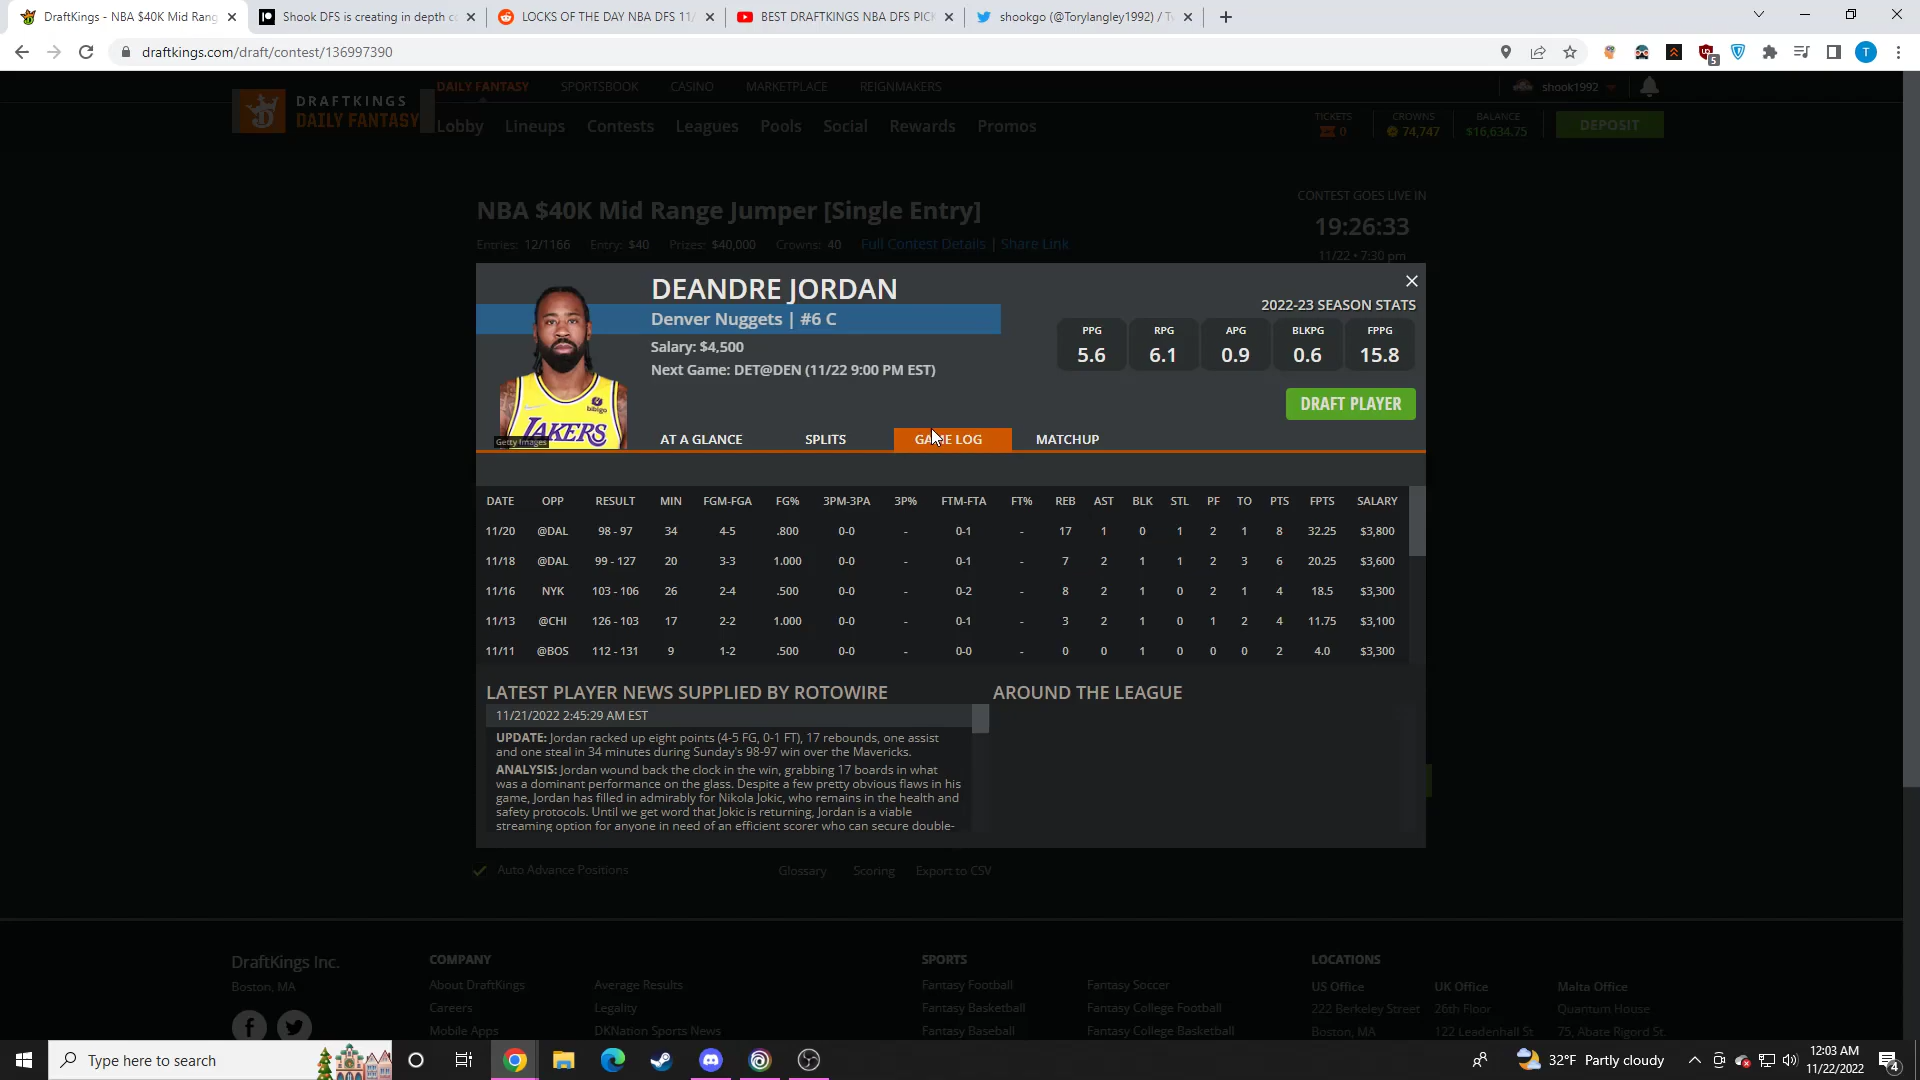 DraftKings - NBA $40K Mid Rang
Shook DFS is creating in depth co
LOCKS OF THE DAY NBA DFS 11/
BEST DRAFTKINGS NBA DFS PICK
shookgo (@Torylangley1992) / Tw
draftkings.com/draft/contest/136997390
5
T
DRAFTKINGS
DAILY FANTASY
DAILY FANTASY SPORTSBOOK CASINO MARKETPLACE REIGNMAKERS
shook1992
Lobby Lineups Contests Leagues Pools Social Rewards Promos
TICKETS
0
CROWNS
74,747
BALANCE
$16,634.75
DEPOSIT
NBA $40K Mid Range Jumper [Single Entry]
Entries: 12/1166 Entry: $40 Prizes: $40,000 Crowns: 40 Full Contest Details | Share Link
CONTEST GOES LIVE IN
19:26:33
11/22 • 7:30 pm
DEANDRE JORDAN
Denver Nuggets | #6 C
Salary: $4,500
Next Game: DET@DEN (11/22 9:00 PM EST)
2022-23 SEASON STATS
PPG RPG APG BLKPG FPPG
5.6 6.1 0.9 0.6 15.8
DRAFT PLAYER
bibigo
LAKERS
Getty Images
AT A GLANCE SPLITS GAME LOG MATCHUP
DATE OPP RESULT MIN FGM-FGA FG% 3PM-3PA 3P% FTM-FTA FT% REB AST BLK STL PF TO PTS FPTS SALARY
11/20 @DAL 98 - 97 34 4-5 .800 0-0 - 0-1 - 17 1 0 1 2 1 8 32.25 $3,800
11/18 @DAL 99 - 127 20 3-3 1.000 0-0 - 0-1 - 7 2 1 1 2 3 6 20.25 $3,600
11/16 NYK 103 - 106 26 2-4 .500 0-0 - 0-2 - 8 2 1 0 2 1 4 18.5 $3,300
11/13 @CHI 126 - 103 17 2-2 1.000 0-0 - 0-1 - 3 2 1 0 1 2 4 11.75 $3,100
11/11 @BOS 112 - 131 9 1-2 .500 0-0 - 0-0 - 0 0 1 0 0 0 2 4.0 $3,300
LATEST PLAYER NEWS SUPPLIED BY ROTOWIRE
AROUND THE LEAGUE
11/21/2022 2:45:29 AM EST
UPDATE: Jordan racked up eight points (4-5 FG, 0-1 FT), 17 rebounds, one assist
and one steal in 34 minutes during Sunday's 98-97 win over the Mavericks.
ANALYSIS: Jordan wound back the clock in the win, grabbing 17 boards in what
was a dominant performance on the glass. Despite a few pretty obvious flaws in his
game, Jordan has filled in admirably for Nikola Jokic, who remains in the health and
safety protocols. Until we get word that Jokic is returning, Jordan is a viable
streaming option for anyone in need of an efficient scorer who can secure double-
Auto Advance Positions
Glossary Scoring Export to CSV
DraftKings Inc.
Boston, MA
COMPANY
About DraftKings
Careers
Mobile Apps
Average Results
Legality
DKNation Sports News
SPORTS
Fantasy Football
Fantasy Basketball
Fantasy Baseball
Fantasy Soccer
Fantasy College Football
Fantasy College Basketball
LOCATIONS
US Office
222 Berkeley Street
Boston, MA
UK Office
26th Floor
122 Leadenhall St.
Malta Office
Quantum House
75, Abate Rigord St.
Type here to search
32°F Partly cloudy
12:03 AM
11/22/2022
4